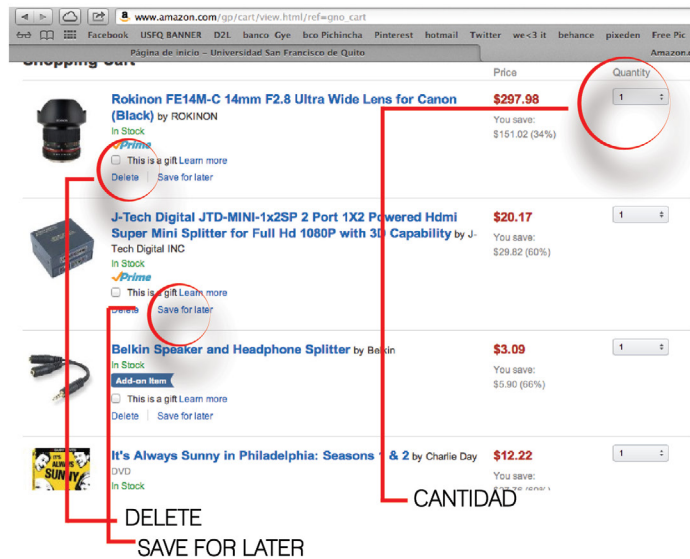 www.amazon.com/gp/cart/view.html/ref=gno_cart
Facebook USFQ BANNER D2L banco Gye bco Pichincha Pinterest hotmail Twitter we<3 it behance pixeden Free Pic
Página de inicio – Universidad San Francisco de Quito
Amazon.c
Shopping Cart
Price Quantity
Rokinon FE14M-C 14mm F2.8 Ultra Wide Lens for Canon (Black) by ROKINON
$297.98 1
You save:
$151.02 (34%)
In Stock
Prime
This is a gift Learn more
Delete Save for later
J-Tech Digital JTD-MINI-1x2SP 2 Port 1X2 Powered Hdmi
Super Mini Splitter for Full Hd 1080P with 3D Capability by J-
Tech Digital INC
$20.17 1
You save:
$29.82 (60%)
In Stock
Prime
This is a gift Learn more
Delete Save for later
Belkin Speaker and Headphone Splitter by Belkin
$3.09 1
You save:
$5.90 (66%)
In Stock
Add-on Item
This is a gift Learn more
Delete Save for later
IT'S
ALWAYS
SUNNY
It's Always Sunny in Philadelphia: Seasons 1 & 2 by Charlie Day
$12.22 1
DVD
You save:
In Stock
CANTIDAD
DELETE
SAVE FOR LATER